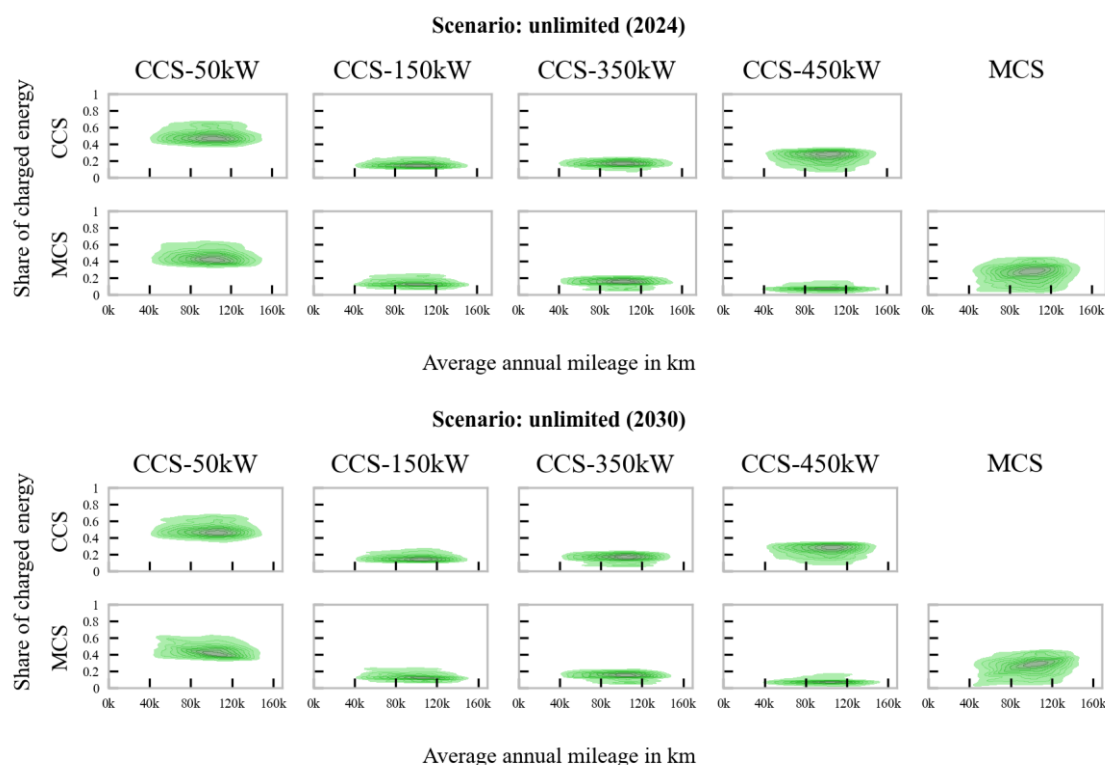 Scenario: unlimited (2024)
CCS-50kW CCS-150kW CCS-350kW CCS-450kW MCS
Share of charged energy
CCS
1
0.8
0.6
0.4
0.2
0
MCS
1
0.8
0.6
0.4
0.2
0
0k 40k 80k 120k 160k 0k 40k 80k 120k 160k 0k 40k 80k 120k 160k 0k 40k 80k 120k 160k 0k 40k 80k 120k 160k
Average annual mileage in km
Scenario: unlimited (2030)
CCS-50kW CCS-150kW CCS-350kW CCS-450kW MCS
Share of charged energy
CCS
1
0.8
0.6
0.4
0.2
0
MCS
1
0.8
0.6
0.4
0.2
0
0k 40k 80k 120k 160k 0k 40k 80k 120k 160k 0k 40k 80k 120k 160k 0k 40k 80k 120k 160k 0k 40k 80k 120k 160k
Average annual mileage in km